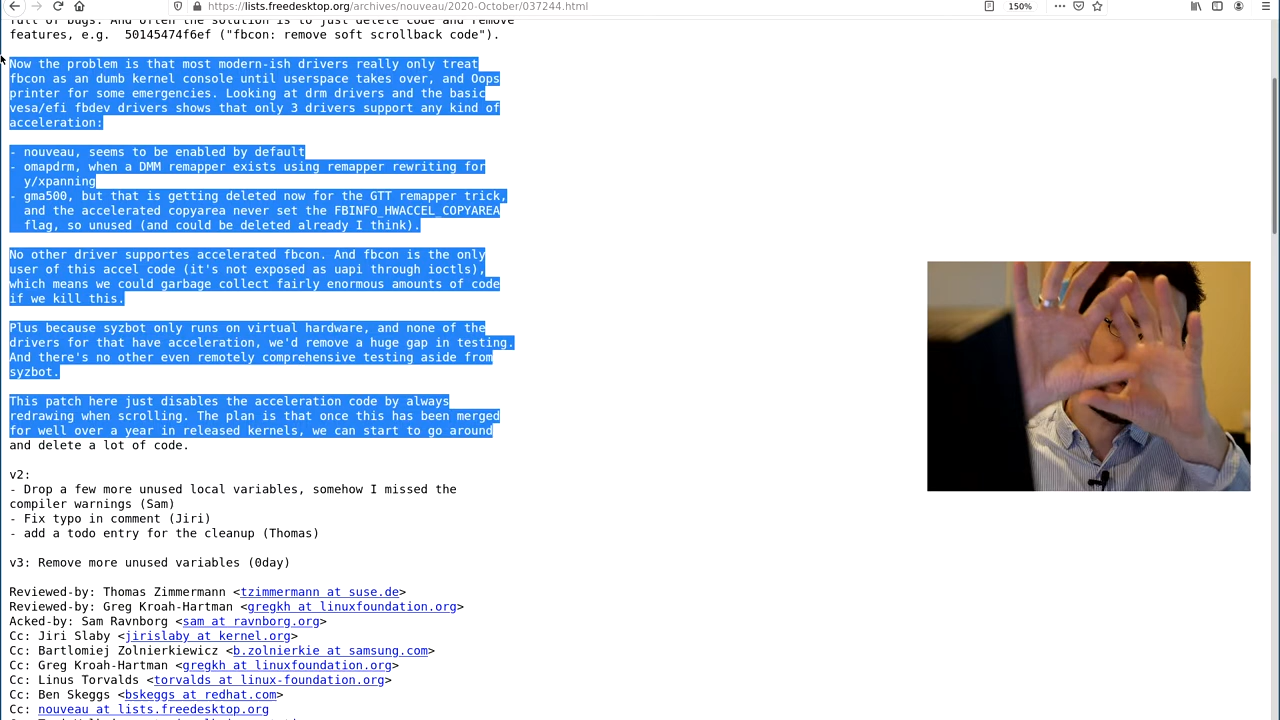 https://lists.freedesktop.org/archives/nouveau/2020-October/037244.html
150%
full of bugs. And often the solution is to just delete code and remove
features, e.g.  50145474f6ef ("fbcon: remove soft scrollback code").
Now the problem is that most modern-ish drivers really only treat
fbcon as an dumb kernel console until userspace takes over, and Oops
printer for some emergencies. Looking at drm drivers and the basic
vesa/efi fbdev drivers shows that only 3 drivers support any kind of
acceleration:
- nouveau, seems to be enabled by default
- omapdrm, when a DMM remapper exists using remapper rewriting for
y/xpanning
- gma500, but that is getting deleted now for the GTT remapper trick,
and the accelerated copyarea never set the FBINFO_HWACCEL_COPYAREA
flag, so unused (and could be deleted already I think).
No other driver supportes accelerated fbcon. And fbcon is the only
user of this accel code (it's not exposed as uapi through ioctls),
which means we could garbage collect fairly enormous amounts of code
if we kill this.
Plus because syzbot only runs on virtual hardware, and none of the
drivers for that have acceleration, we'd remove a huge gap in testing.
And there's no other even remotely comprehensive testing aside from
syzbot.
This patch here just disables the acceleration code by always
redrawing when scrolling. The plan is that once this has been merged
for well over a year in released kernels, we can start to go around
and delete a lot of code.
v2:
- Drop a few more unused local variables, somehow I missed the
compiler warnings (Sam)
- Fix typo in comment (Jiri)
- add a todo entry for the cleanup (Thomas)
v3: Remove more unused variables (0day)
Reviewed-by: Thomas Zimmermann <tzimmermann at suse.de>
Reviewed-by: Greg Kroah-Hartman <gregkh at linuxfoundation.org>
Acked-by: Sam Ravnborg <sam at ravnborg.org>
Cc: Jiri Slaby <jirislaby at kernel.org>
Cc: Bartlomiej Zolnierkiewicz <b.zolnierkie at samsung.com>
Cc: Greg Kroah-Hartman <gregkh at linuxfoundation.org>
Cc: Linus Torvalds <torvalds at linux-foundation.org>
Cc: Ben Skeggs <bskeggs at redhat.com>
Cc: nouveau at lists.freedesktop.org